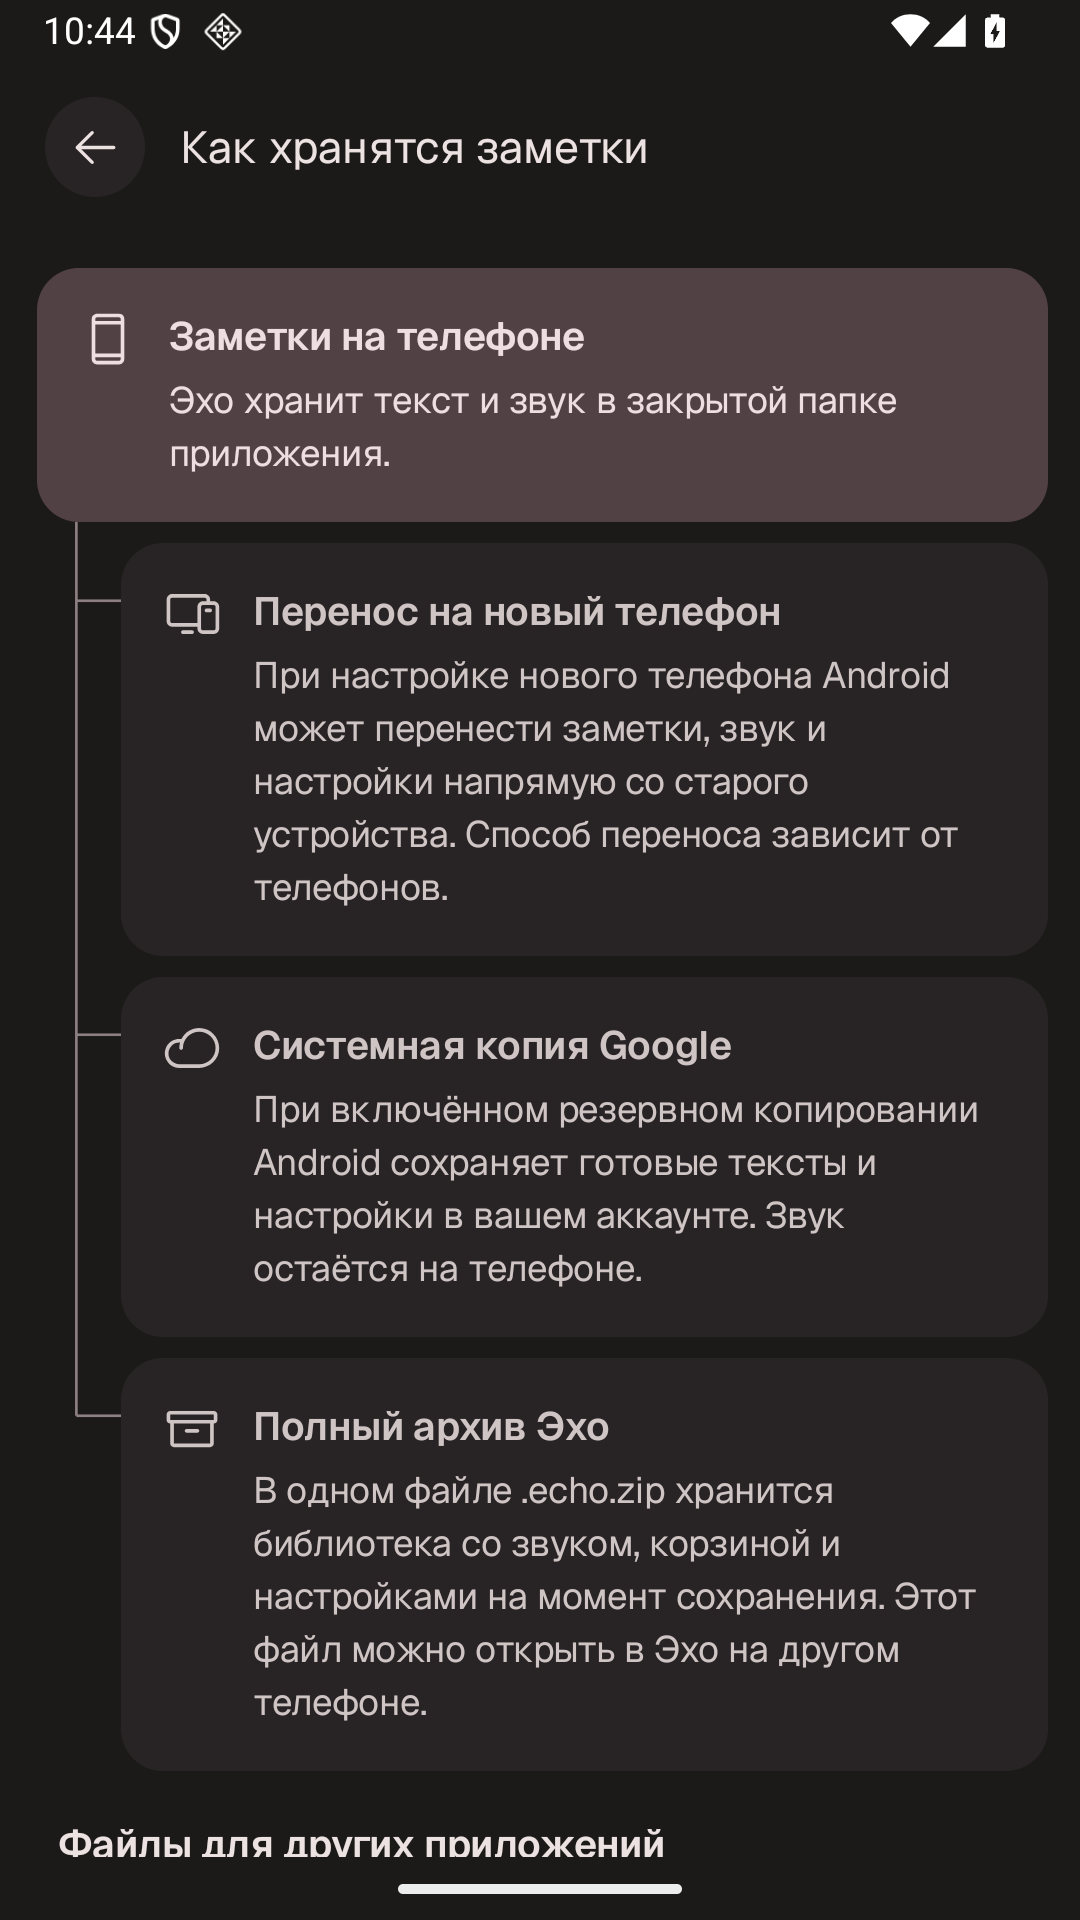 10:44
Как хранятся заметки
Заметки на телефоне
Эхо хранит текст и звук в закрытой папке
приложения.
Перенос на новый телефон
При настройке нового телефона Android
может перенести заметки, звук и
настройки напрямую со старого
устройства. Способ переноса зависит от
телефонов.
Системная копия Google
При включённом резервном копировании
Android сохраняет готовые тексты и
настройки в вашем аккаунте. Звук
остаётся на телефоне.
Полный архив Эхо
В одном файле .echo.zip хранится
библиотека со звуком, корзиной и
настройками на момент сохранения. Этот
файл можно открыть в Эхо на другом
телефоне.
Файлы для других приложений